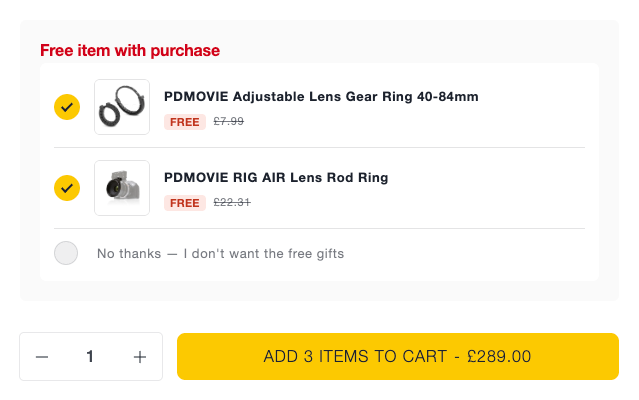 Free item with purchase
PDMOVIE Adjustable Lens Gear Ring 40-84mm
FREE £7.99
PDMOVIE RIG AIR Lens Rod Ring
FREE £22.31
No thanks — I don't want the free gifts
— 1 +
ADD 3 ITEMS TO CART - £289.00